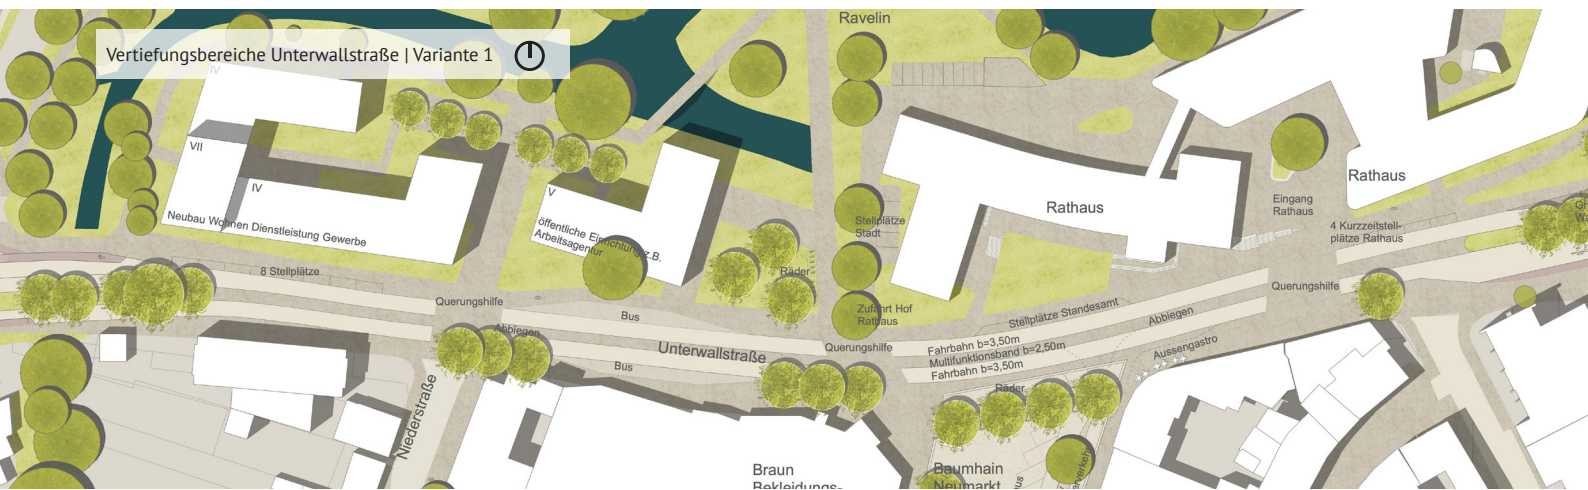 Ravelin
Vertiefungsbereiche Unterwallstraße | Variante 1
IV
VII
IV
Neubau Wohnen Dienstleistung Gewerbe
V
öffentliche Einrichtung z.B.
Arbeitsagentur
Stellplätze
Stadt
Rathaus
Eingang
Rathaus
Rathaus
4 Kurzzeitstell-
plätze Rathaus
8 Stellplätze
Räder
Querungshilfe
Querungshilfe
Zufahrt Hof
Rathaus
Stellplätze Standesamt
Bus
Abbiegen
Abbiegen
Unterwallstraße
Querungshilfe
Fahrbahn b=3,50m
Multifunktionsband b=2,50m
Fahrbahn b=3,50m
Aussengastro
Bus
Räder
Niederstraße
Braun
Bekleidungs-
Baumhain
Neumarkt